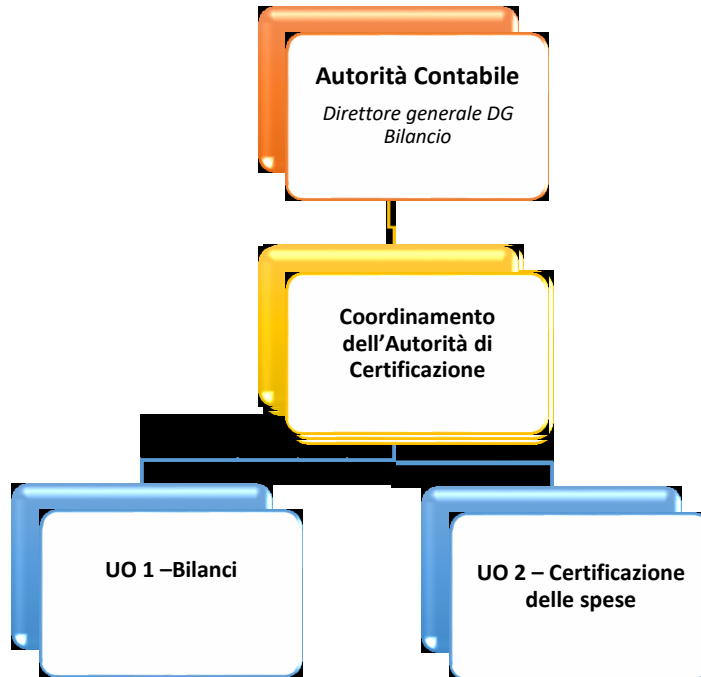 Autorità Contabile
Direttore generale DG
Bilancio
Coordinamento
dell’Autorità di
Certificazione
UO 1 –Bilanci
UO 2 – Certificazione
delle spese